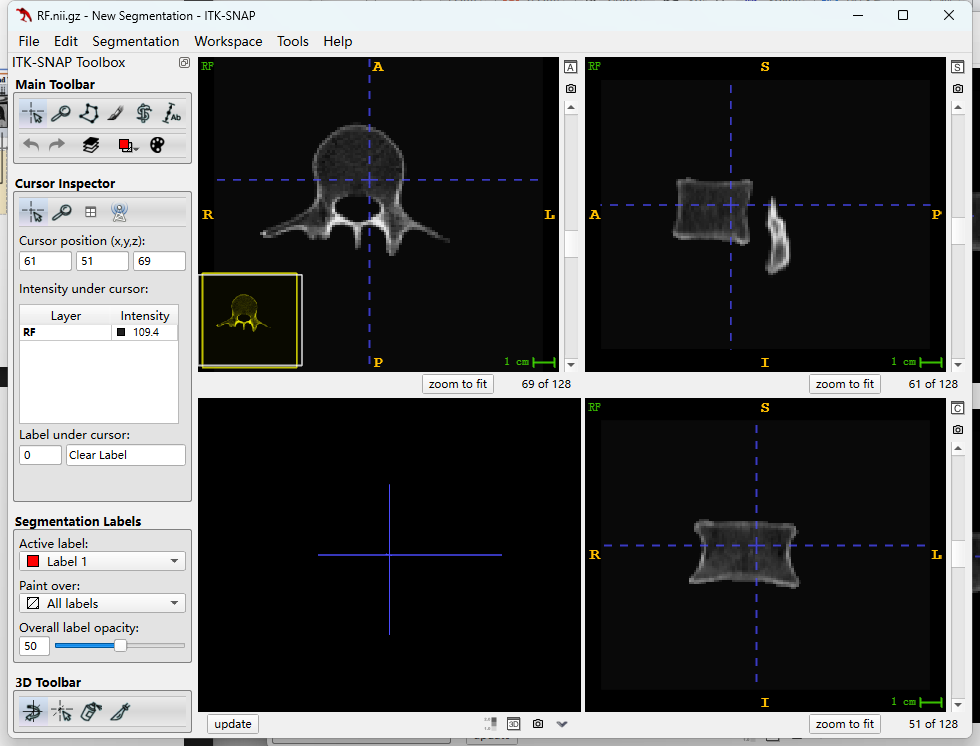 RF.nii.gz - New Segmentation - ITK-SNAP
File Edit Segmentation Workspace Tools Help
ITK-SNAP Toolbox
Main Toolbar
Ab
Cursor Inspector
Cursor position (x,y,z):
61 51 69
Intensity under cursor:
Layer Intensity
RF 109.4
Label under cursor:
0 Clear Label
Segmentation Labels
Active label:
Label 1
Paint over:
All labels
Overall label opacity:
50
3D Toolbar
RF A
R L
P
1 cm
A
zoom to fit 69 of 128
RF S
A P
I
1 cm
S
zoom to fit 61 of 128
update
3D
RF S
R L
I
1 cm
C
zoom to fit 51 of 128